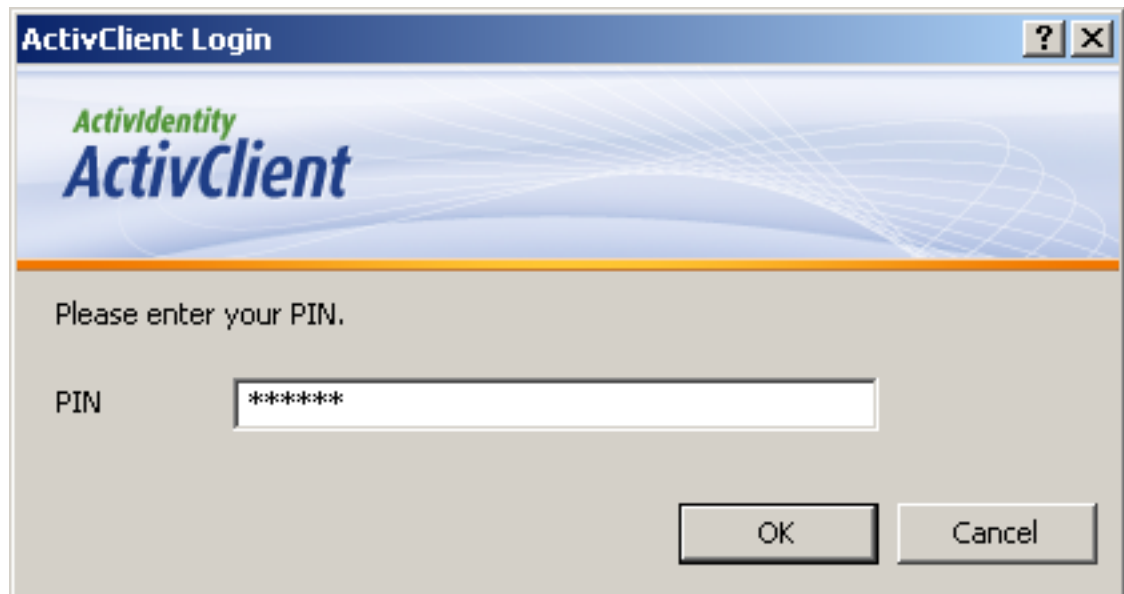 ActivClient Login
ActivIdentity
ActivClient
Please enter your PIN.
PIN ******
OK Cancel